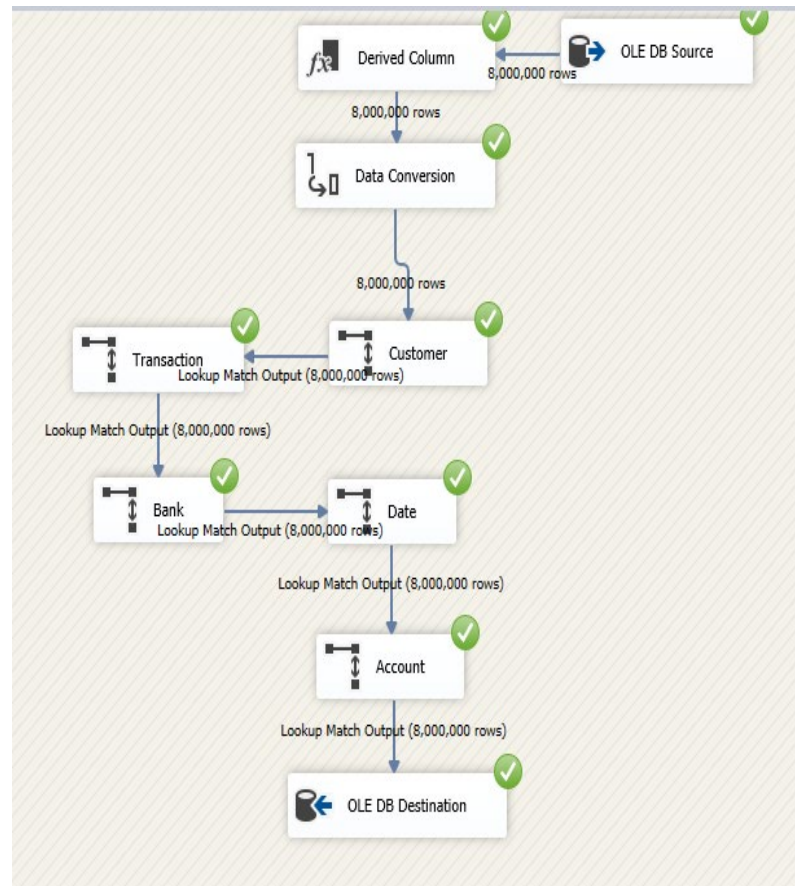 Derived Column
OLE DB Source
8,000,000 rows
8,000,000 rows
Data Conversion
8,000,000 rows
Customer
Transaction
Lookup Match Output (8,000,000 rows)
Lookup Match Output (8,000,000 rows)
Bank
Date
Lookup Match Output (8,000,000 rows)
Lookup Match Output (8,000,000 rows)
Account
Lookup Match Output (8,000,000 rows)
OLE DB Destination